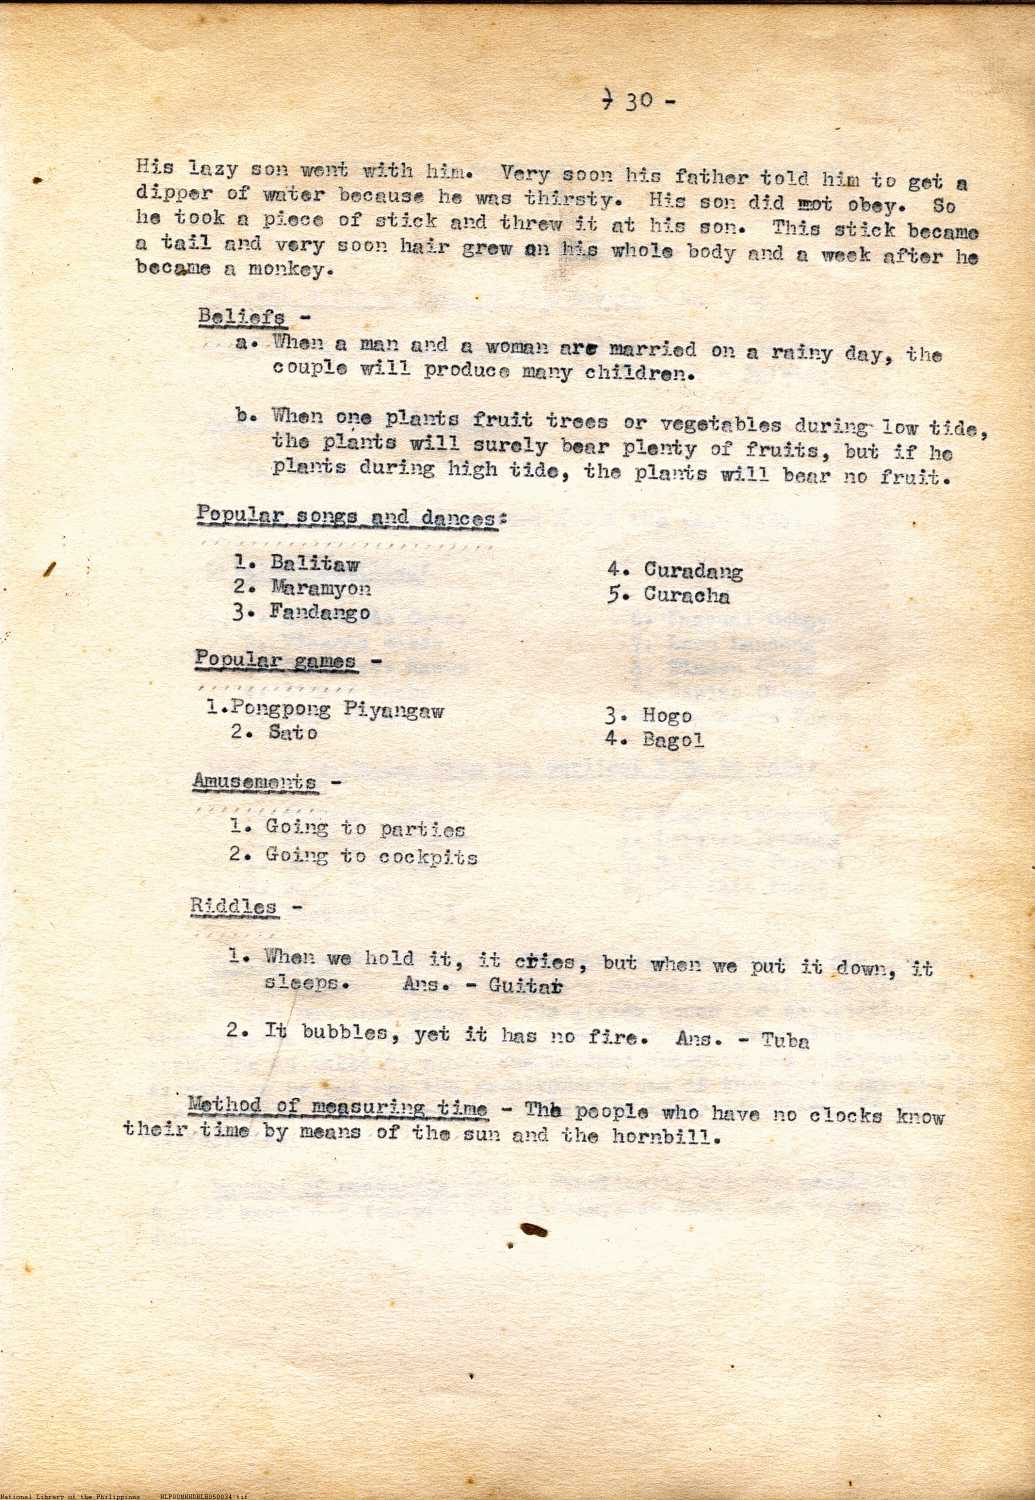 - 30 -
His lazy son went with him. Very soon his father told him to get a
dipper of water because he was thirsty. His son did not obey. So
he took a piece of stick and threw it at his son. This stick became
a tail and very soon hair grew on his whole body and a week after he
became a monkey.
Beliefs -
a. When a man and a woman are married on a rainy day, the
couple will produce many children.
b. When one plants fruit trees or vegetables during low tide,
the plants will surely bear plenty of fruits, but if he
plants during high tide, the plants will bear no fruit.
Popular songs and dances:
1. Balitaw
2. Maramyon
3. Fandango
4. Curadang
5. Curacha
Popular games -
1.Pongpong Piyangaw
2. Sato
3. Hogo
4. Bagol
Amusements -
1. Going to parties
2. Going to cockpits
Riddles -
1. When we hold it, it cries, but when we put it down, it
sleeps. Ans. - Guitar
2. It bubbles, yet it has no fire. Ans. - Tuba
Method of measuring time - The people who have no clocks know
their time by means of the sun and the hornbill.
National Library of the Philippines